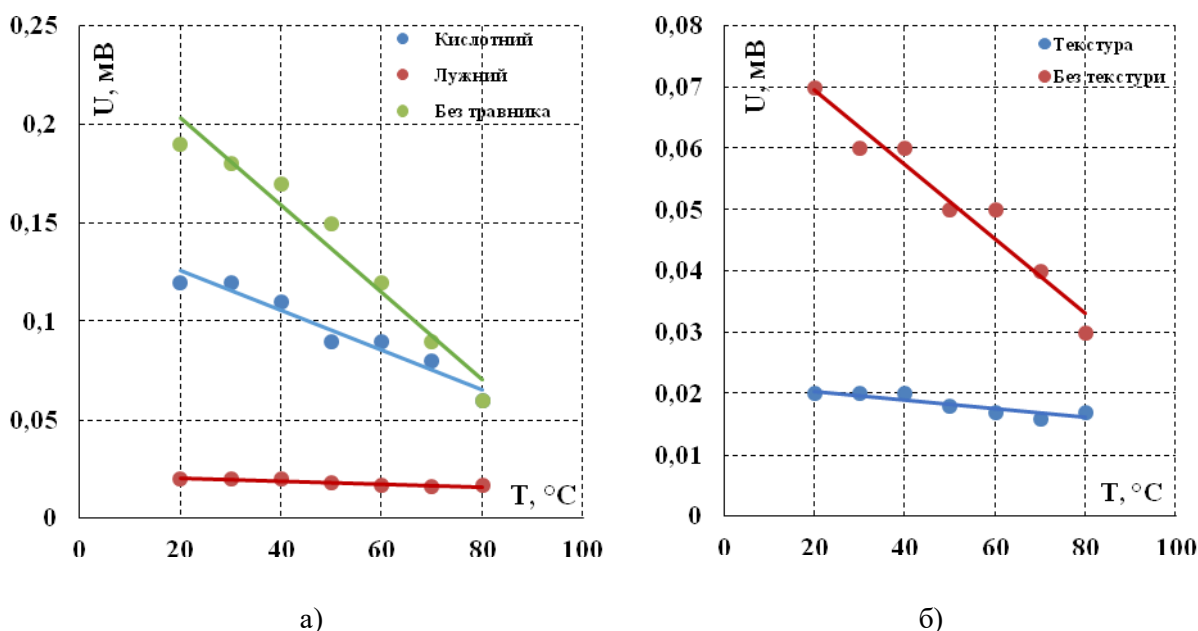 0,25
0,2
0,15
0,1
0,05
0
U, мВ
Кислотний
Лужний
Без травника
T, °C
0 20 40 60 80 100
а)
0,08
0,07
0,06
0,05
0,04
0,03
0,02
0,01
0
U, мВ
Текстура
Без текстури
T, °C
0 20 40 60 80 100
б)